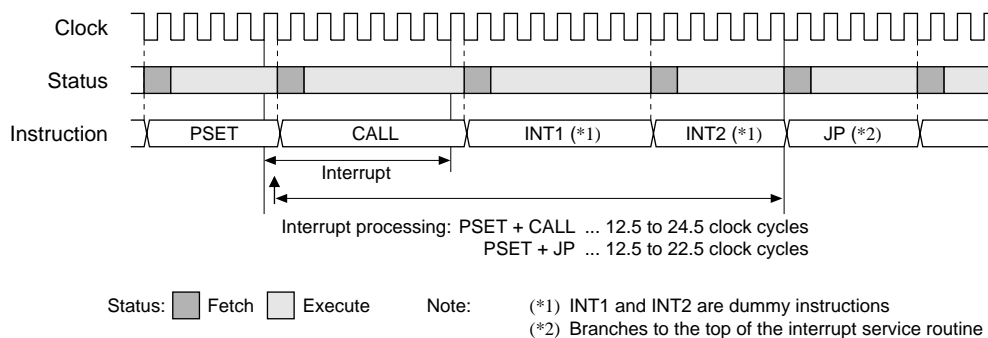 Clock
Status
Instruction PSET CALL INT1 (*1) INT2 (*1) JP (*2)
Interrupt
Interrupt processing: PSET + CALL ... 12.5 to 24.5 clock cycles
PSET + JP ... 12.5 to 22.5 clock cycles
Status: Fetch Execute Note: (*1) INT1 and INT2 are dummy instructions
(*2) Branches to the top of the interrupt service routine